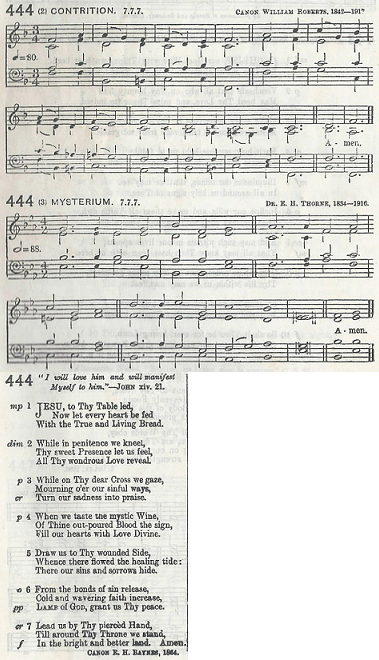 444 (2) CONTRITION. 7.7.7. CANON WILLIAM ROBERTS, 1842—191
♩=80.
A - men.
444 (3) MYSTERIUM. 7.7.7. DR. E. H. THORNE, 1834—1916.
=88.
A - men.
444 "I will love him and will manifest
Myself to him."—JOHN xiv. 21.
mp 1 JESU, to Thy Table led,
Now let every heart be fed
With the True and Living Bread.
dim 2 While in penitence we kneel,
Thy sweet Presence let us feel,
All Thy wondrous Love reveal.
p 3 While on Thy dear Cross we gaze,
Mourning o'er our sinful ways,
cr Turn our sadness into praise.
p 4 When we taste the mystic Wine,
Of Thine out-poured Blood the sign,
Fill our hearts with Love Divine.
5 Draw us to Thy wounded Side,
Whence there flowed the healing tide:
There our sins and sorrows hide.
6 From the bonds of sin release,
Cold and wavering faith increase,
pp LAMB of GOD, grant us Thy peace.
cr 7 Lead us by Thy piercèd Hand,
Till around Thy Throne we stand,
f In the bright and better land. Amen.
CANON E. H. BAYNES, 1864.